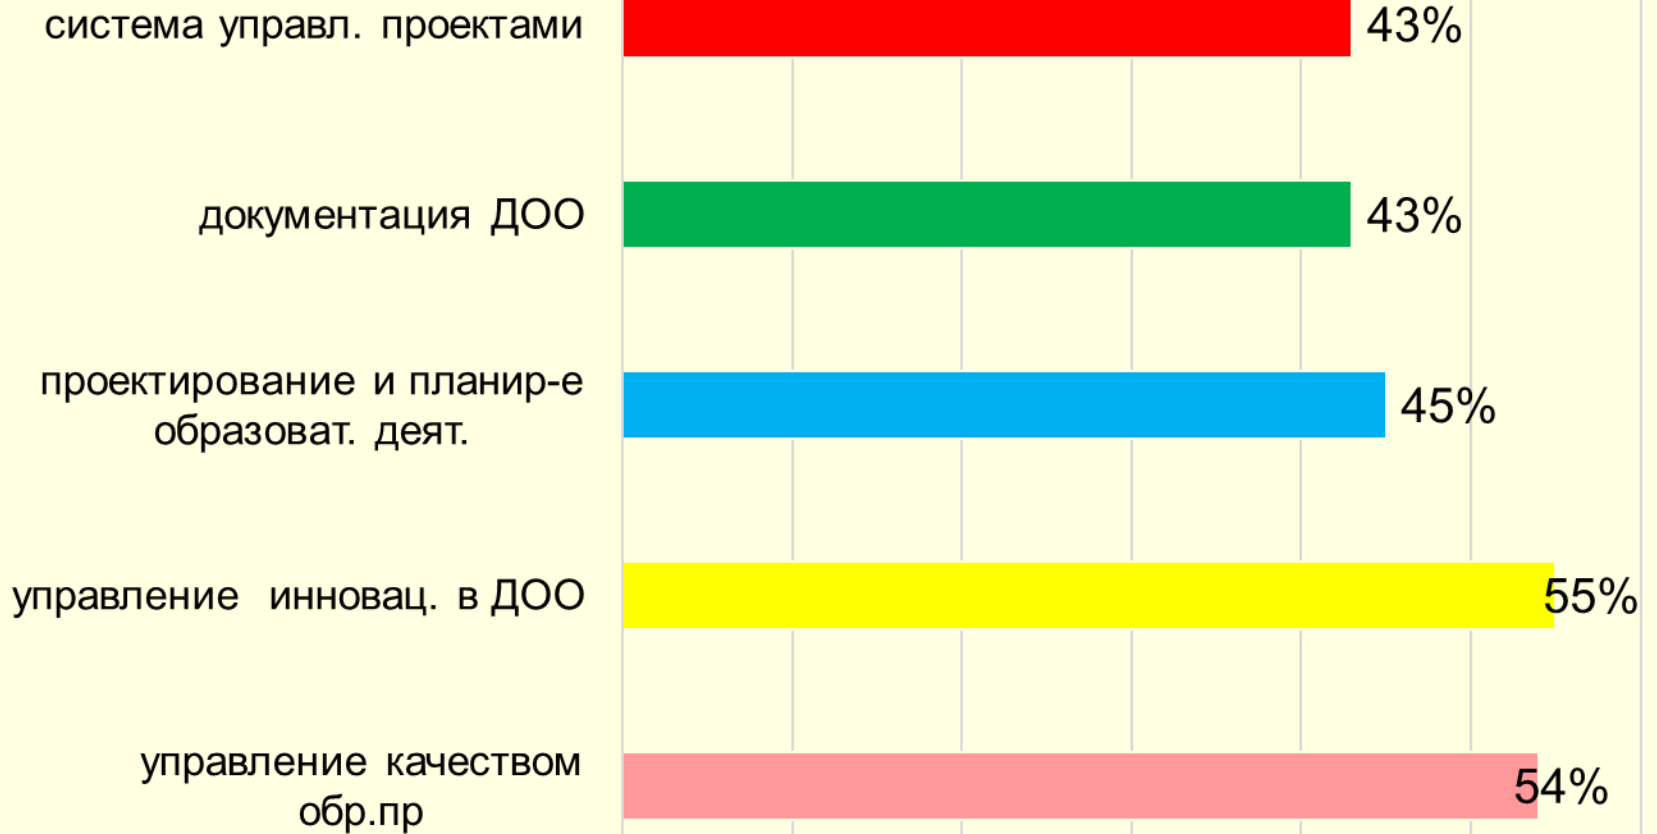 система управл. проектами 43%
документация ДОО 43%
проектирование и планир-е
образоват. деят. 45%
управление инновац. в ДОО 55%
управление качеством
обр.пр 54%